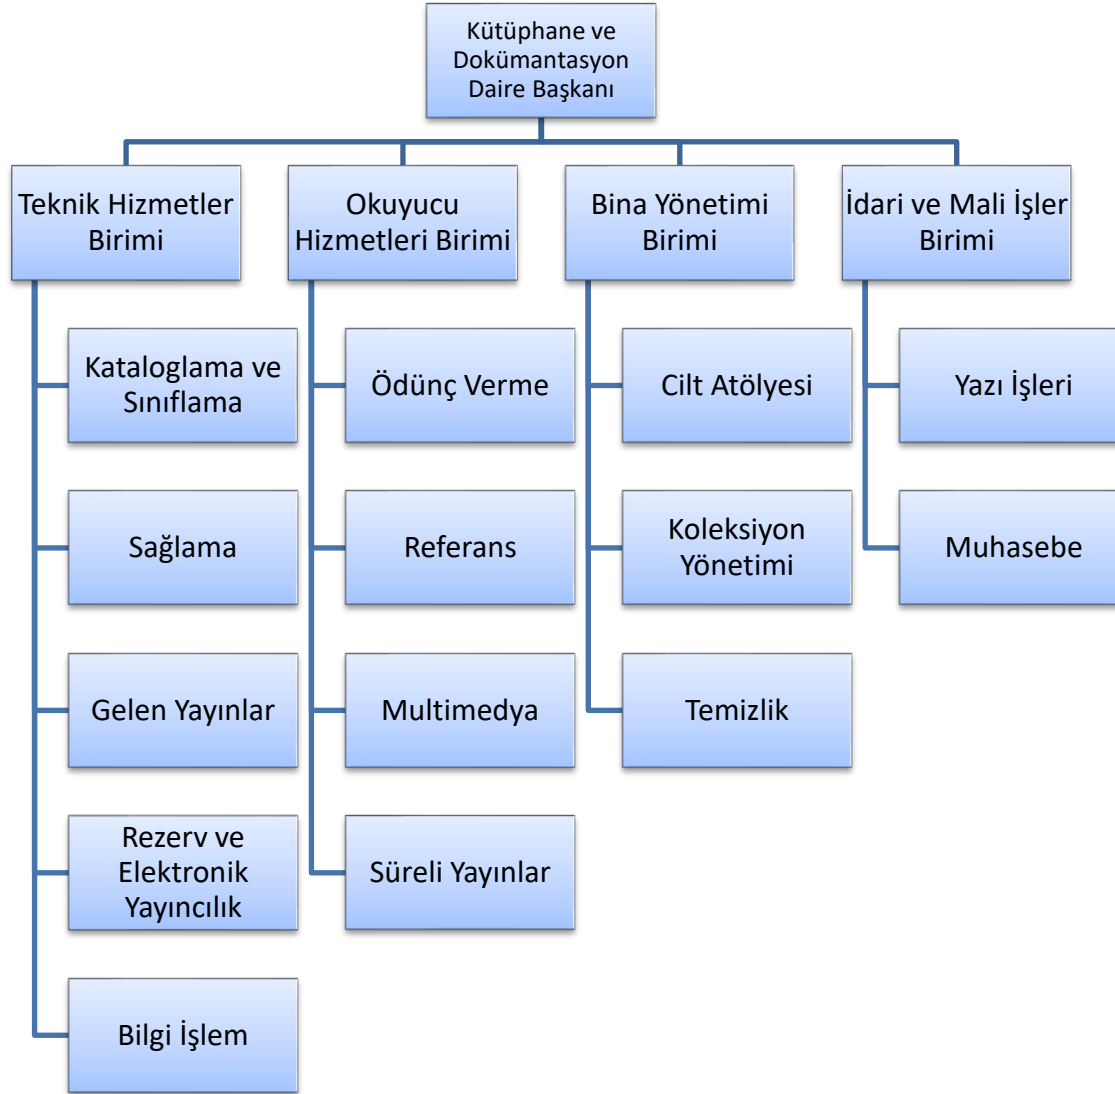 Kütüphane ve
Dokümantasyon
Daire Başkanı
Teknik Hizmetler
Birimi
Kataloglama ve
Sınıflama
Sağlama
Gelen Yayınlar
Rezerv ve
Elektronik
Yayıncılık
Bilgi İşlem
Okuyucu
Hizmetleri Birimi
Ödünç Verme
Referans
Multimedya
Süreli Yayınlar
Bina Yönetimi
Birimi
Cilt Atölyesi
Koleksiyon
Yönetimi
Temizlik
İdari ve Mali İşler
Birimi
Yazı İşleri
Muhasebe